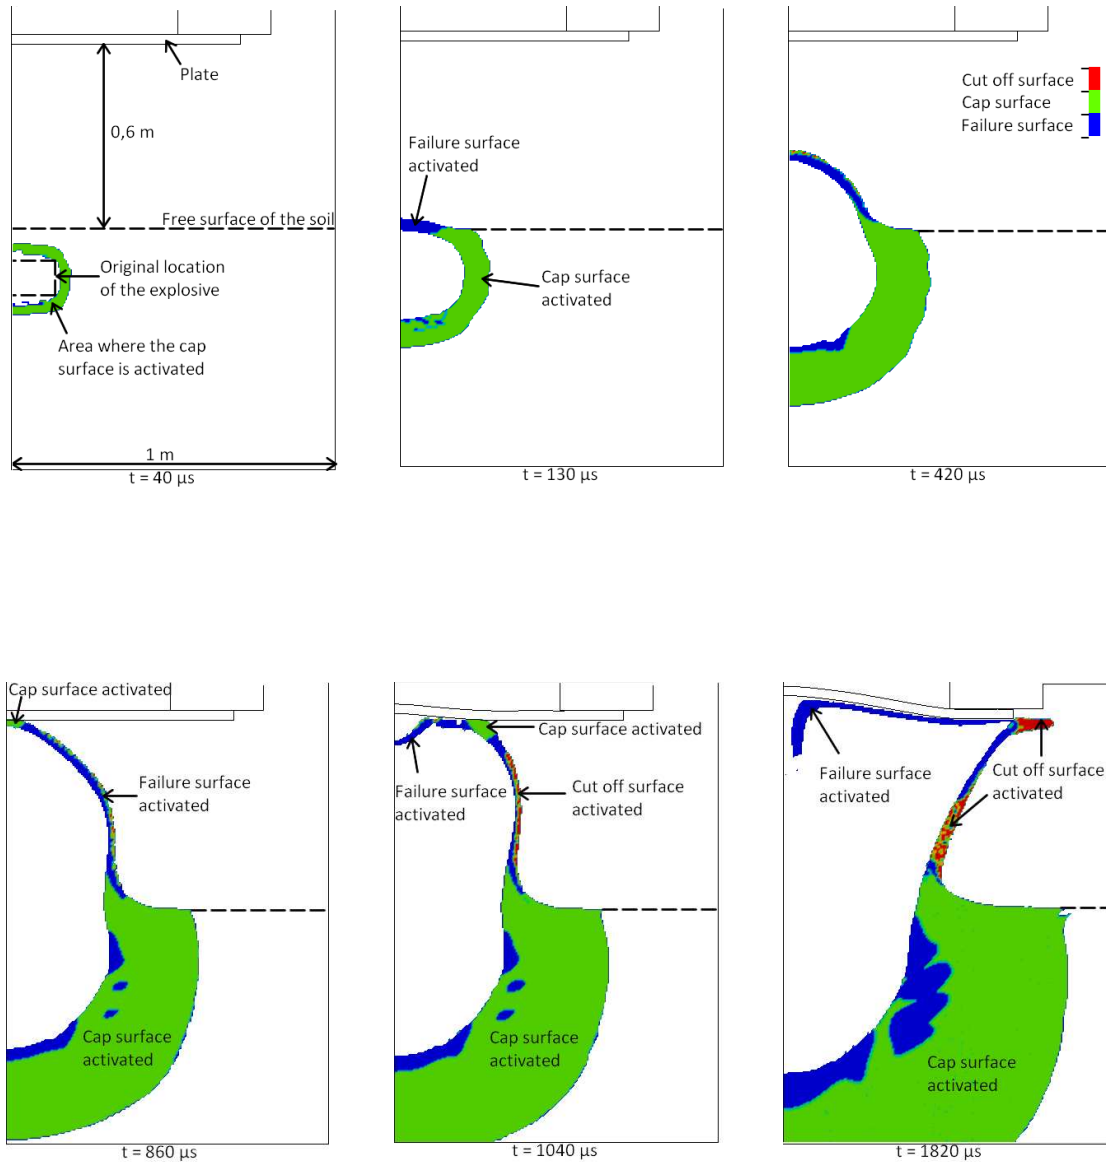 Plate
0,6 m
Free surface of the soil
Original location
of the explosive
Area where the cap
surface is activated
1 m
t = 40 µs
Failure surface
activated
Cap surface
activated
t = 130 µs
Cut off surface
Cap surface
Failure surface
t = 420 µs
Cap surface activated
Failure surface
activated
Cap surface
activated
t = 860 µs
Cap surface activated
Failure surface
activated
Cut off surface
activated
Cap surface
activated
t = 1040 µs
Failure surface
activated
Cut off surface
activated
Cap surface
activated
t = 1820 µs